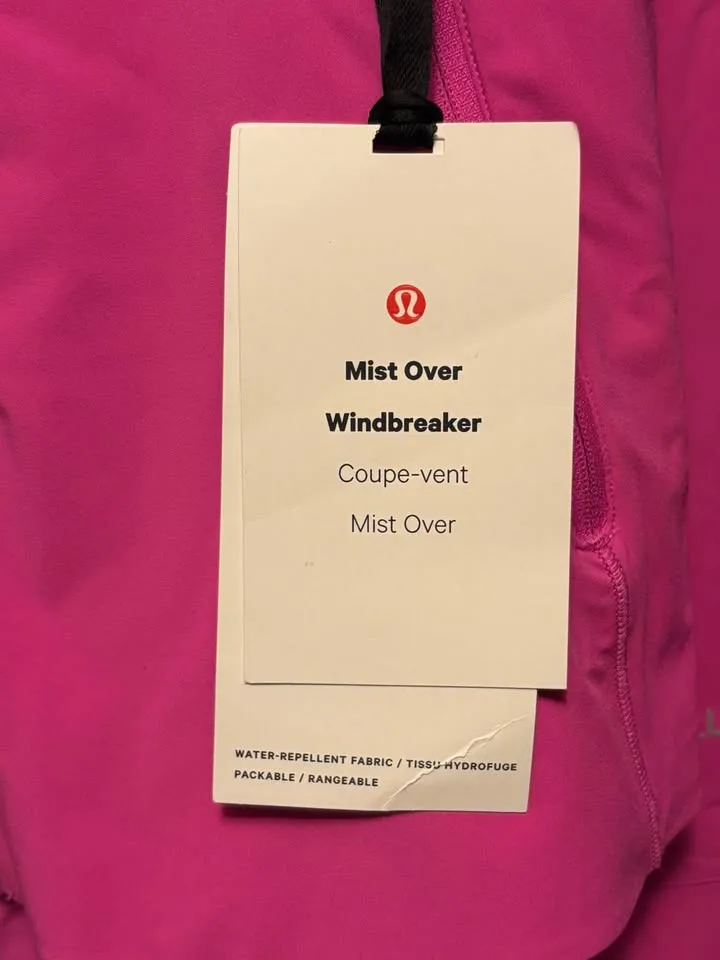 Mist Over
Windbreaker
Coupe-vent
Mist Over
WATER-REPELLENT FABRIC / TISSU HYDROFUGE
PACKABLE / RANGEABLE